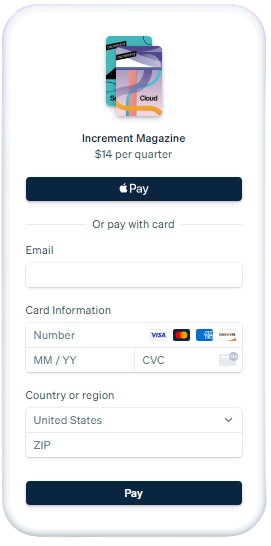 Cloud
Increment Magazine
$14 per quarter
Pay
Or pay with card
Email
Card Information
Number
VISA
DISCOVER
MM / YY
CVC
Country or region
United States
ZIP
Pay